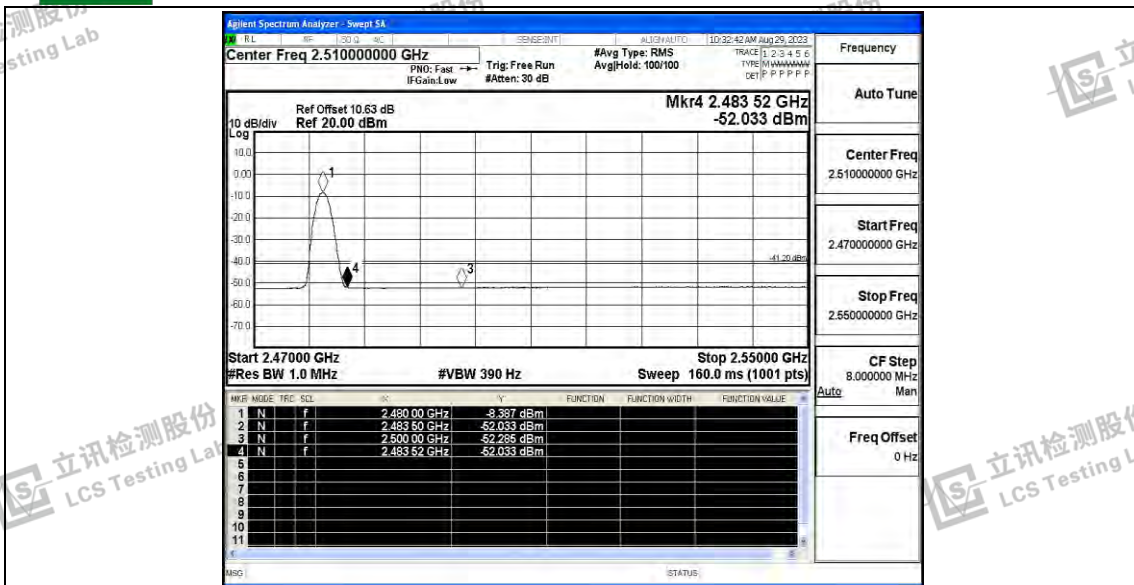 Agilent Spectrum Analyzer - Swept SA
RL RF 50 Ω AC SENSE:INT ALIGN AUTO 10:32:42 AM Aug 29, 2023
Center Freq 2.510000000 GHz
PNO: Fast
IFGain:Low
Trig: Free Run
#Atten: 30 dB
#Avg Type: RMS
Avg|Hold: 100/100
TRACE 1 2 3 4 5 6
TYPE M WWWWW
DET P P P P P P
Ref Offset 10.63 dB
10 dB/div Ref 20.00 dBm
Log
Mkr4 2.483 52 GHz
-52.033 dBm
10.0
0.00
-10.0
-20.0
-30.0
-40.0
-50.0
-60.0
-70.0
1
4
3
-41.20 dBm
Start 2.47000 GHz Stop 2.55000 GHz
#Res BW 1.0 MHz #VBW 390 Hz Sweep 160.0 ms (1001 pts)
MKR MODE TRC SCL X Y FUNCTION FUNCTION WIDTH FUNCTION VALUE
1 N f 2.480 00 GHz -8.387 dBm
2 N f 2.483 50 GHz -52.033 dBm
3 N f 2.500 00 GHz -52.285 dBm
4 N f 2.483 52 GHz -52.033 dBm
5
6
7
8
9
10
11
MSG STATUS
Frequency
Auto Tune
Center Freq
2.510000000 GHz
Start Freq
2.470000000 GHz
Stop Freq
2.550000000 GHz
CF Step
8.000000 MHz
Auto Man
Freq Offset
0 Hz
立讯检测股份
LCS Testing Lab
立讯检测股份
LCS Testing L